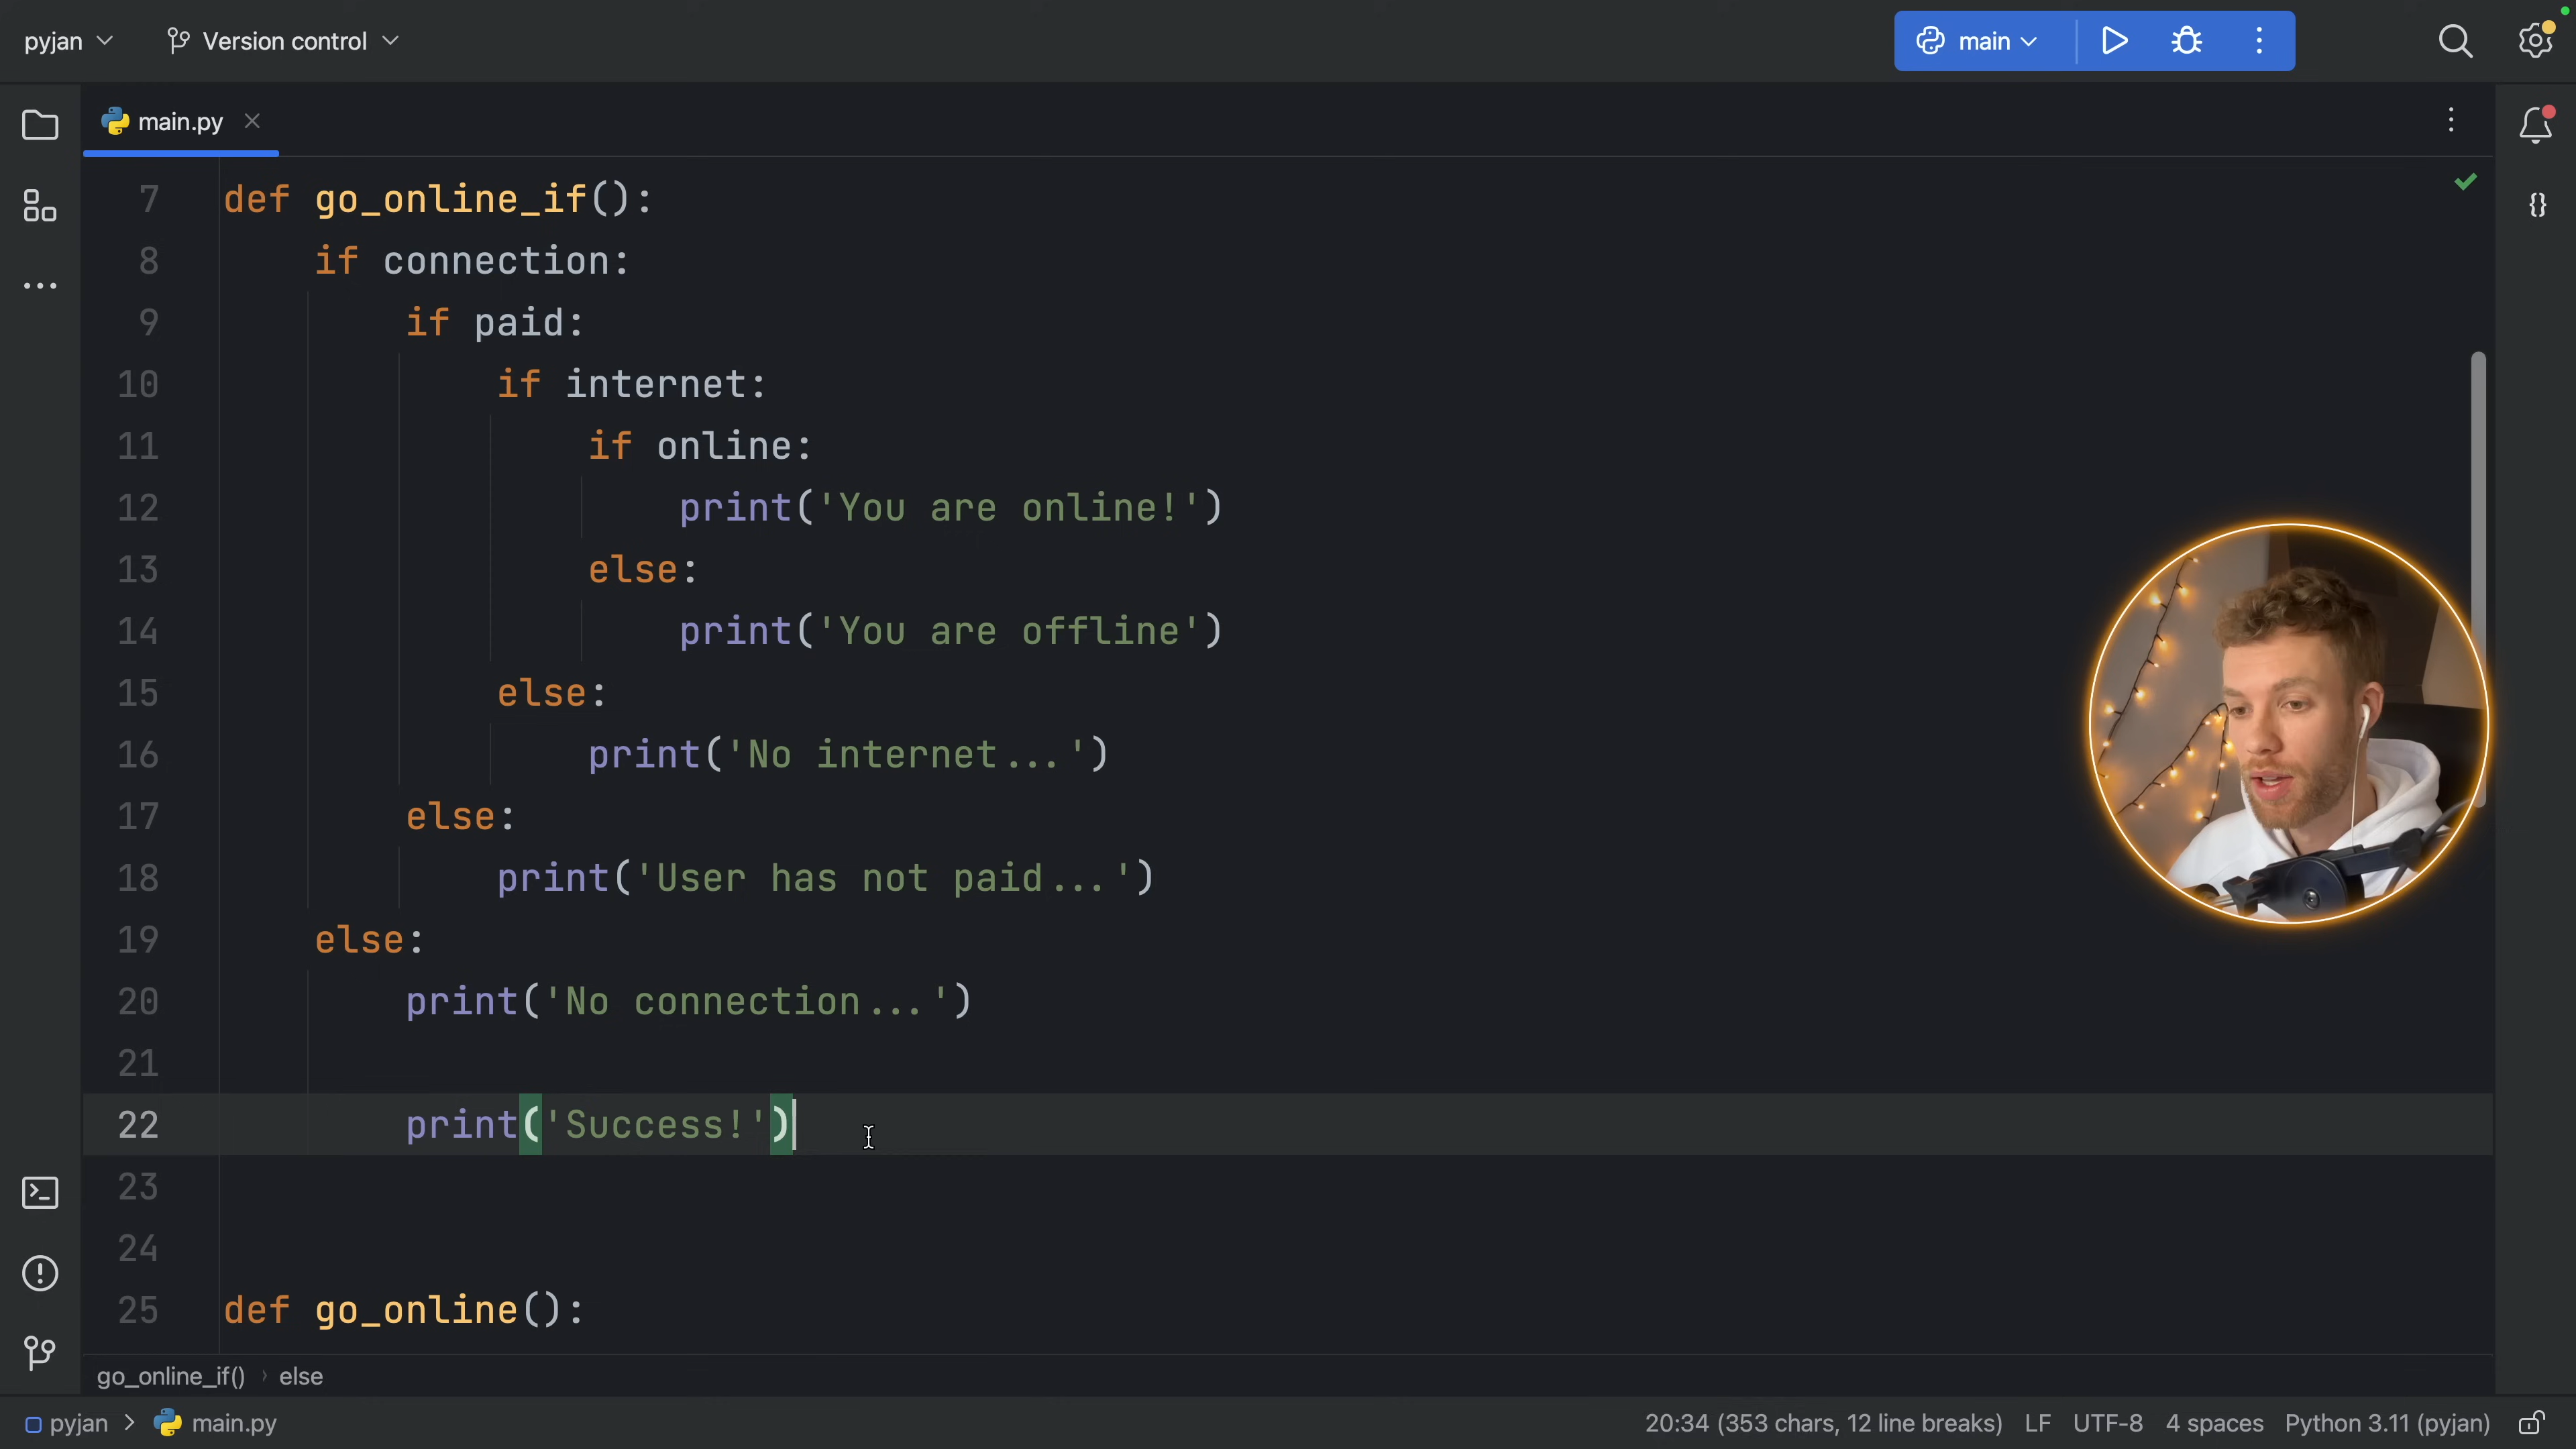 pyjan Version control main
main.py
7 def go_online_if():
8 if connection:
9 if paid:
10 if internet:
11 if online:
12 print('You are online!')
13 else:
14 print('You are offline')
15 else:
16 print('No internet...')
17 else:
18 print('User has not paid...')
19 else:
20 print('No connection...')
21
22 print('Success!')
23
24
25 def go_online():
go_online_if() › else
pyjan > main.py 20:34 (353 chars, 12 line breaks) LF UTF-8 4 spaces Python 3.11 (pyjan)